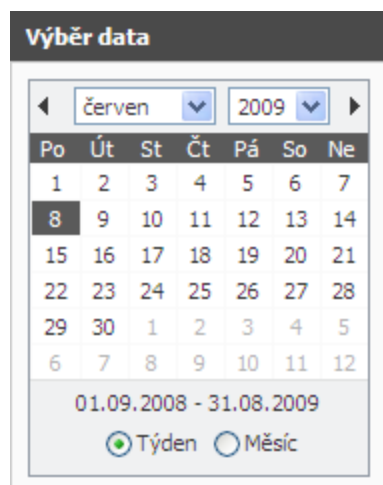 Výběr data
červen 2009
Po Út St Čt Pá So Ne
1 2 3 4 5 6 7
8 9 10 11 12 13 14
15 16 17 18 19 20 21
22 23 24 25 26 27 28
29 30 1 2 3 4 5
6 7 8 9 10 11 12
01.09.2008 - 31.08.2009
Týden Měsíc